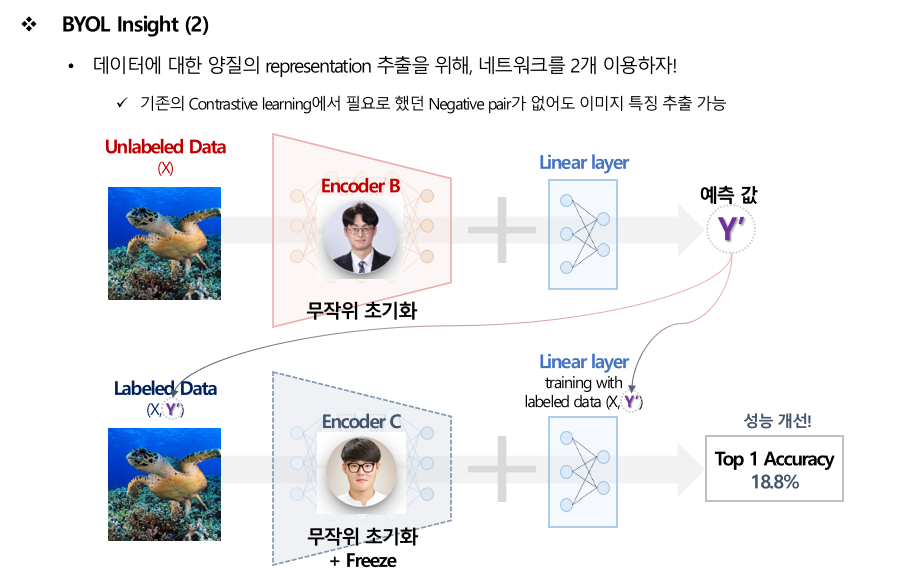 ❖ BYOL Insight (2)
• 데이터에 대한 양질의 representation 추출을 위해, 네트워크를 2개 이용하자!
✓ 기존의 Contrastive learning에서 필요로 했던 Negative pair가 없어도 이미지 특징 추출 가능
Unlabeled Data
(X)
Encoder B
무작위 초기화
Linear layer
예측 값
Y’
Labeled Data
(X, Y’)
Encoder C
무작위 초기화
+ Freeze
Linear layer
training with
labeled data (X, Y’)
성능 개선!
Top 1 Accuracy
18.8%